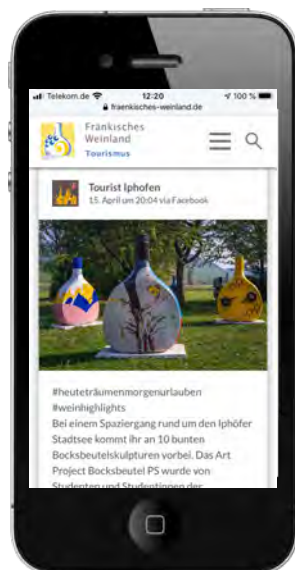 Telekom.de
12:20
100 %
fraenkisches-weinland.de
Fränkisches
Weinland
Tourismus
Tourist Iphofen
15. April um 20:04 via Facebook
#heuteträumenmorgenurlauben
#weinhighlights
Bei einem Spaziergang rund um den Iphöfer
Stadtsee kommt ihr an 10 bunten
Bocksbeutelskulpturen vorbei. Das Art
Project Bocksbeutel PS wurde von
Studenten und Studentinnen der